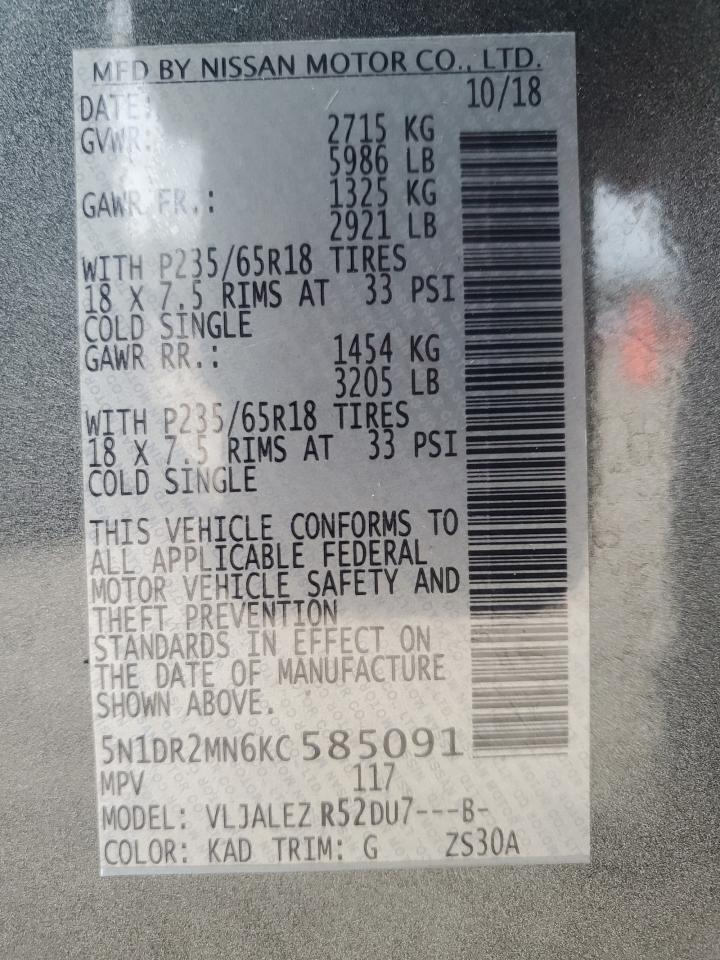 MFD BY NISSAN MOTOR CO., LTD.
DATE: 10/18
GVWR: 2715 KG
5986 LB
GAWR FR.: 1325 KG
2921 LB
WITH P235/65R18 TIRES
18 X 7.5 RIMS AT 33 PSI
COLD SINGLE
GAWR RR.: 1454 KG
3205 LB
WITH P235/65R18 TIRES
18 X 7.5 RIMS AT 33 PSI
COLD SINGLE
THIS VEHICLE CONFORMS TO
ALL APPLICABLE FEDERAL
MOTOR VEHICLE SAFETY AND
THEFT PREVENTION
STANDARDS IN EFFECT ON
THE DATE OF MANUFACTURE
SHOWN ABOVE.
5N1DR2MN6KC585091
MPV 117
MODEL: VLJALEZ R52DU7---B-
COLOR: KAD TRIM: G ZS30A